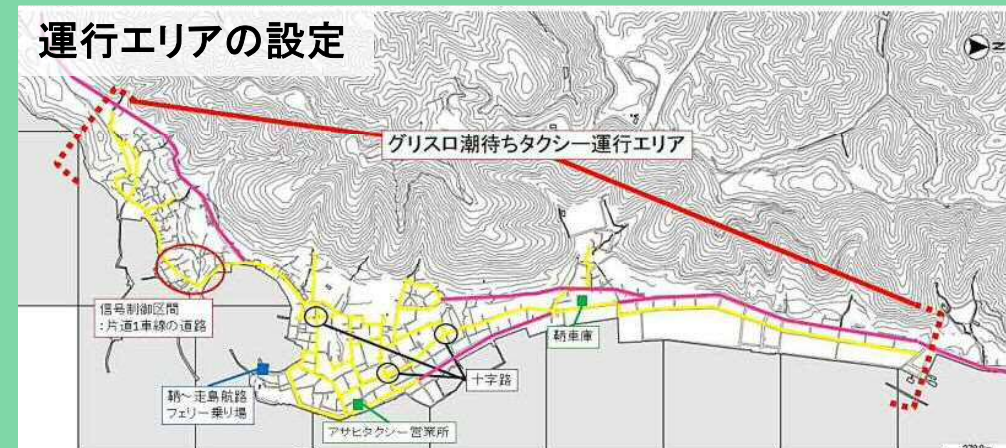 運行エリアの設定
N
グリスロ潮待ちタクシー運行エリア
信号制御区間
:片道1車線の道路
鞆車庫
十字路
鞆～走島航路
フェリー乗り場
アサヒタクシー営業所